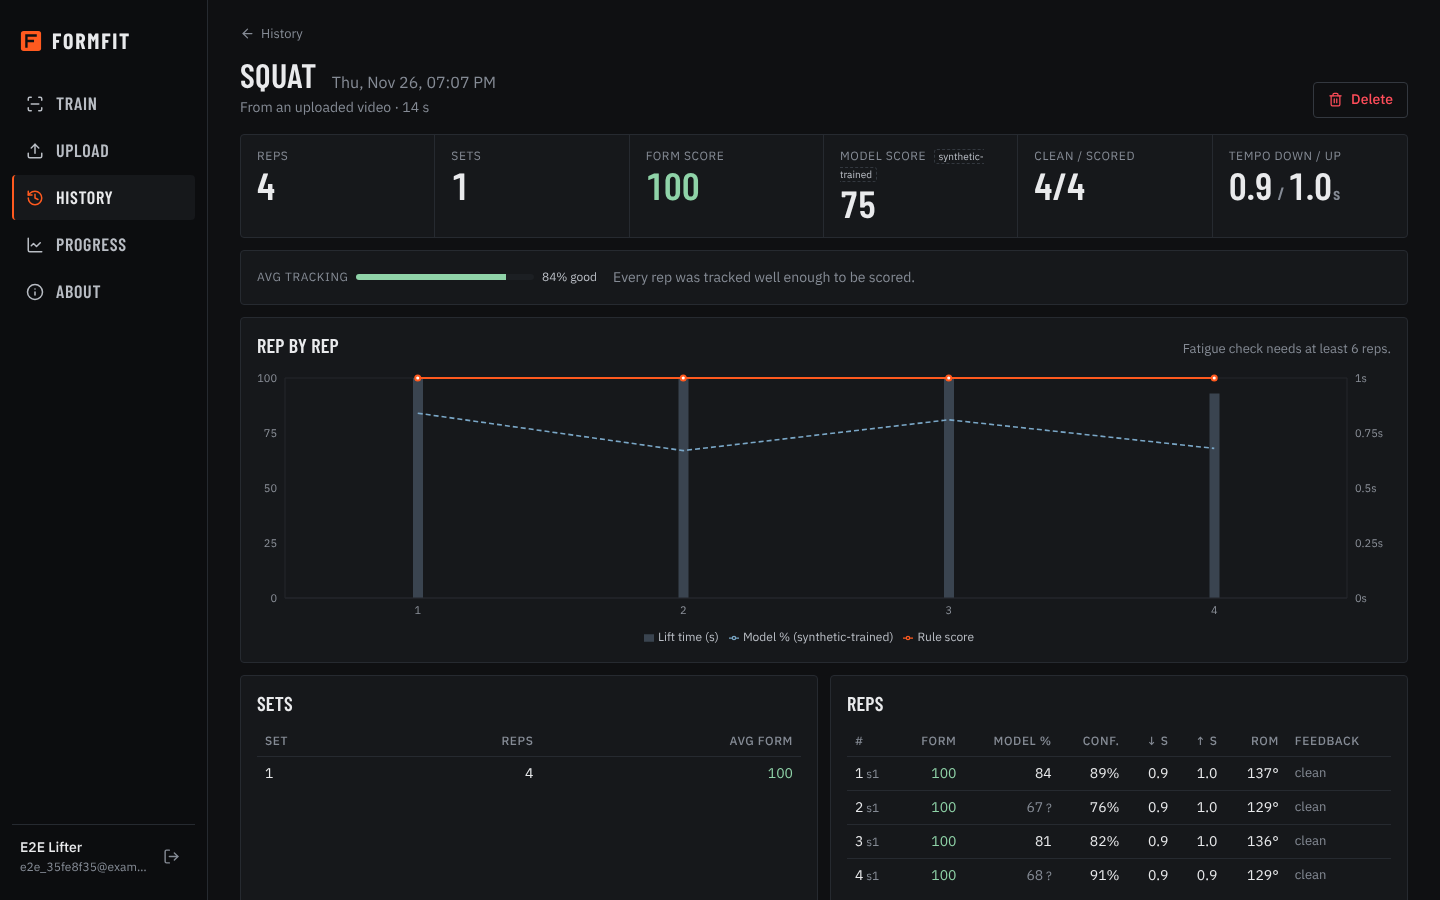 FORMFIT
TRAIN
UPLOAD
HISTORY
PROGRESS
ABOUT
E2E Lifter
e2e_35fe8f35@exam...
History
SQUAT Thu, Nov 26, 07:07 PM
From an uploaded video · 14 s
Delete
REPS
4
SETS
1
FORM SCORE
100
MODEL SCORE synthetic-
trained
75
CLEAN / SCORED
4/4
TEMPO DOWN / UP
0.9 / 1.0s
AVG TRACKING 84% good Every rep was tracked well enough to be scored.
REP BY REP
Fatigue check needs at least 6 reps.
100 1s
75 0.75s
50 0.5s
25 0.25s
0 0s
1 2 3 4
Lift time (s) Model % (synthetic-trained) Rule score
SETS
SET REPS AVG FORM
1 4 100
REPS
# FORM MODEL % CONF. ↓ S ↑ S ROM FEEDBACK
1 s1 100 84 89% 0.9 1.0 137° clean
2 s1 100 67 ? 76% 0.9 1.0 129° clean
3 s1 100 81 82% 0.9 1.0 136° clean
4 s1 100 68 ? 91% 0.9 0.9 129° clean